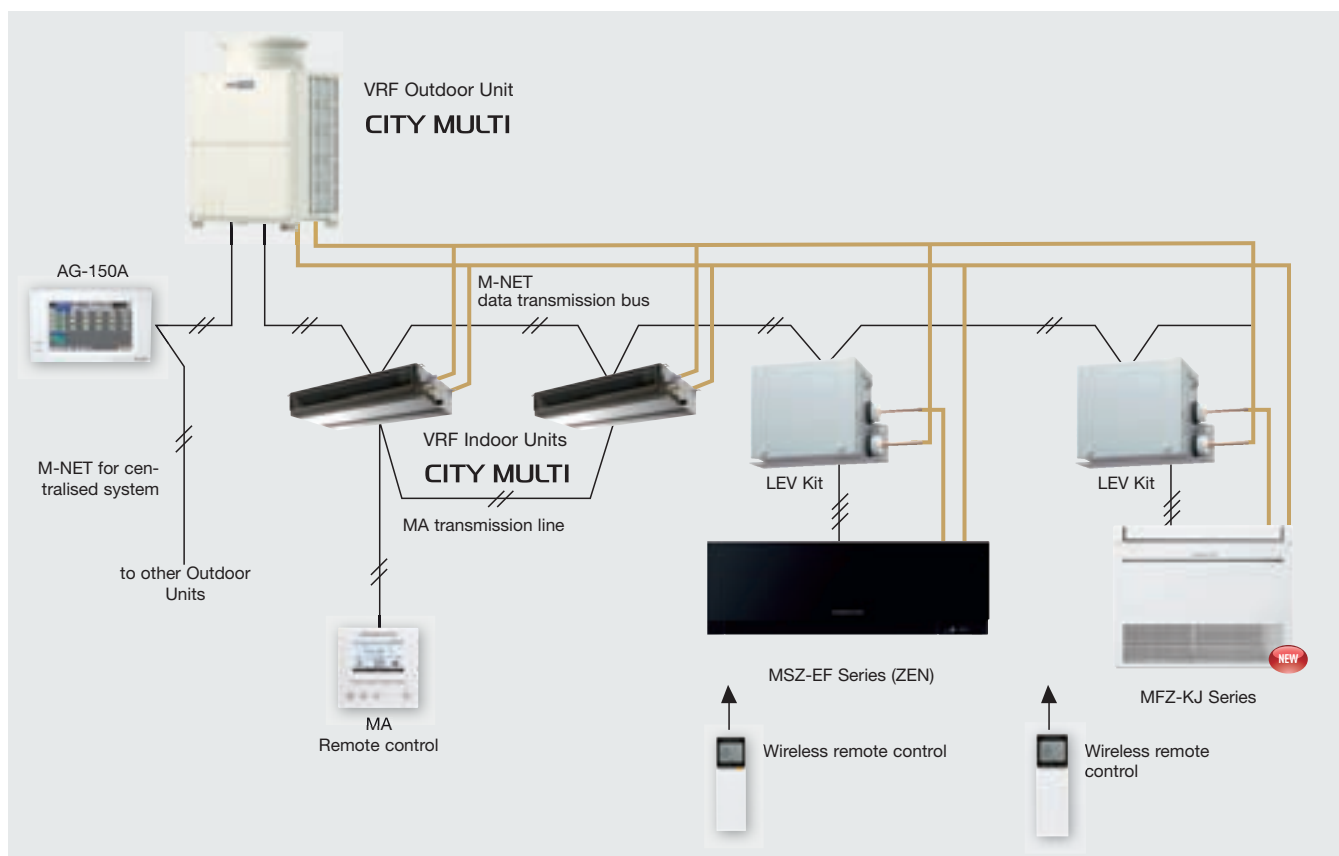 VRF Outdoor Unit
CITY MULTI
AG-150A
M-NET
data transmission bus
VRF Indoor Units
CITY MULTI
M-NET for cen-
tralised system
MA transmission line
LEV Kit
LEV Kit
to other Outdoor
Units
NEW
MSZ-EF Series (ZEN)
MFZ-KJ Series
MA
Remote control
Wireless remote control
Wireless remote
control